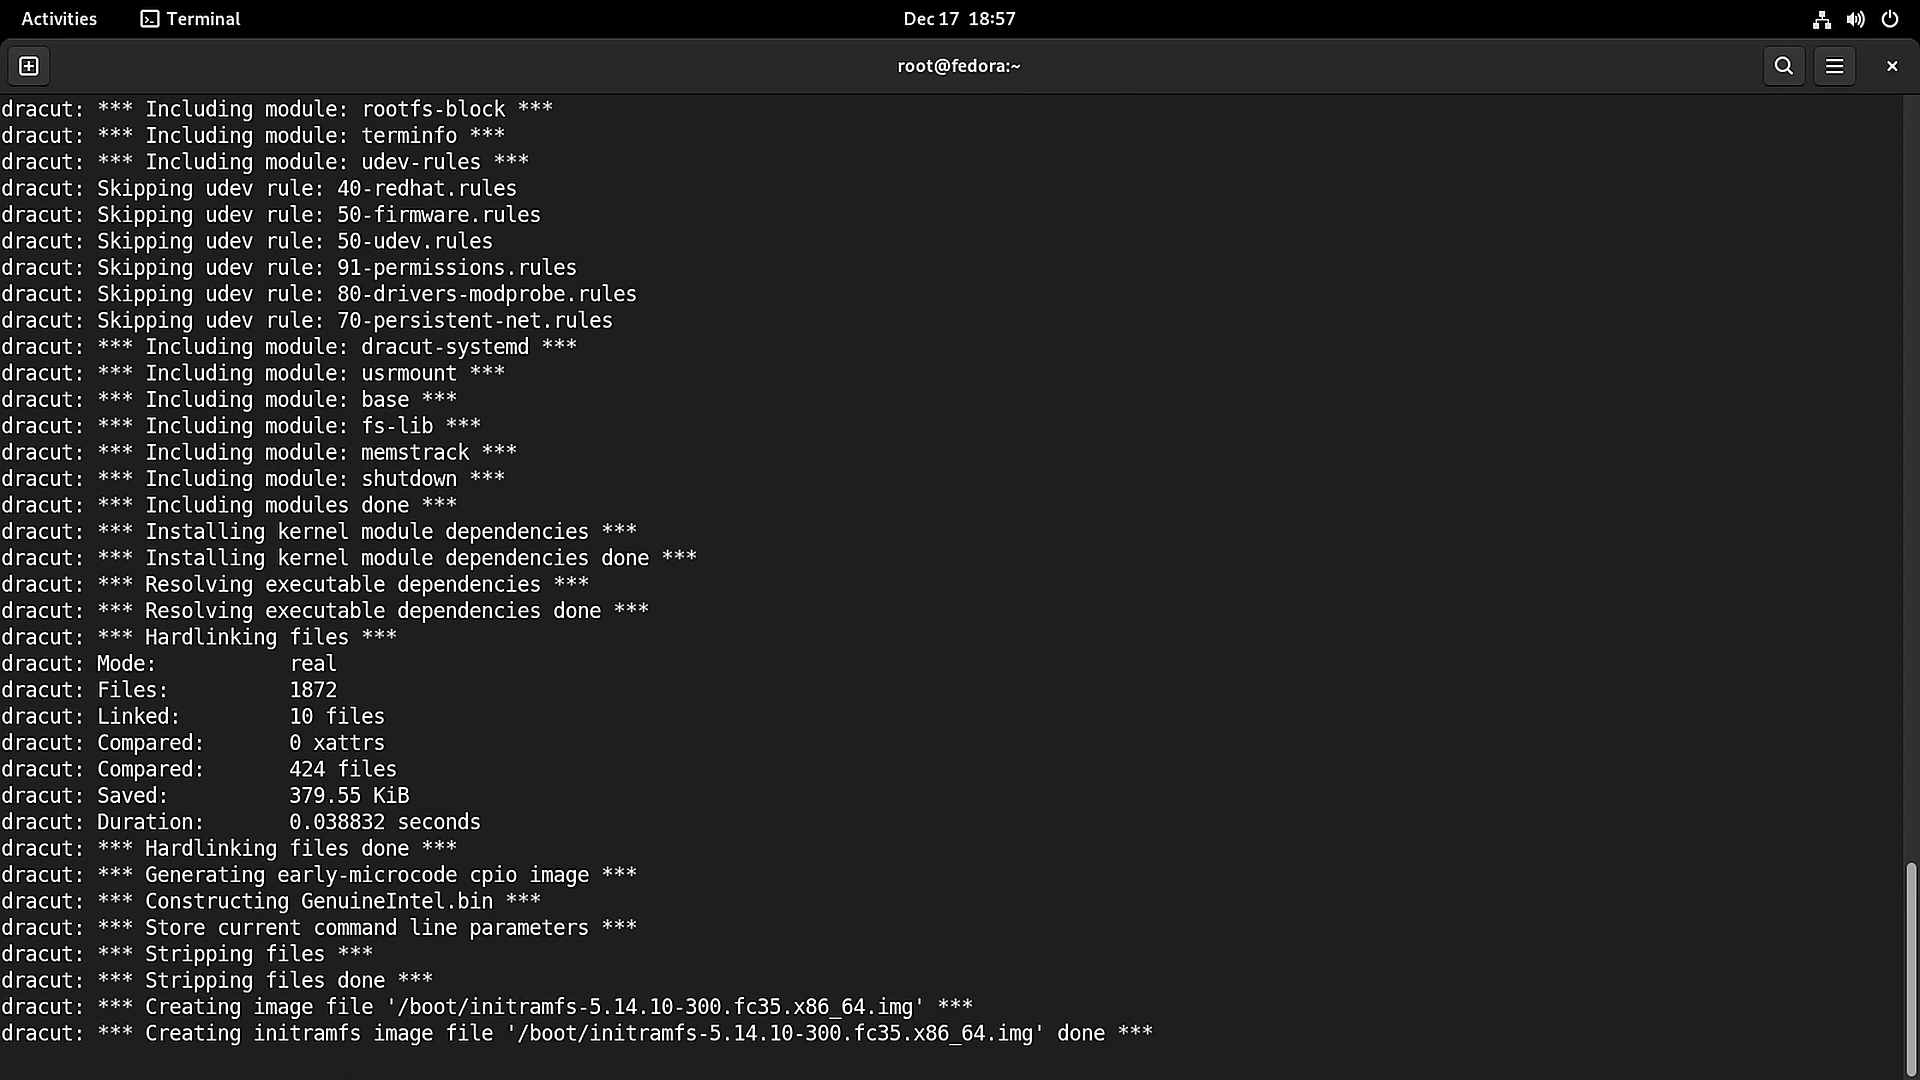 Activities
Terminal
Dec 17 18:57
root@fedora:~
dracut: *** Including module: rootfs-block ***
dracut: *** Including module: terminfo ***
dracut: *** Including module: udev-rules ***
dracut: Skipping udev rule: 40-redhat.rules
dracut: Skipping udev rule: 50-firmware.rules
dracut: Skipping udev rule: 50-udev.rules
dracut: Skipping udev rule: 91-permissions.rules
dracut: Skipping udev rule: 80-drivers-modprobe.rules
dracut: Skipping udev rule: 70-persistent-net.rules
dracut: *** Including module: dracut-systemd ***
dracut: *** Including module: usrmount ***
dracut: *** Including module: base ***
dracut: *** Including module: fs-lib ***
dracut: *** Including module: memstrack ***
dracut: *** Including module: shutdown ***
dracut: *** Including modules done ***
dracut: *** Installing kernel module dependencies ***
dracut: *** Installing kernel module dependencies done ***
dracut: *** Resolving executable dependencies ***
dracut: *** Resolving executable dependencies done ***
dracut: *** Hardlinking files ***
dracut: Mode:           real
dracut: Files:          1872
dracut: Linked:         10 files
dracut: Compared:       0 xattrs
dracut: Compared:       424 files
dracut: Saved:          379.55 KiB
dracut: Duration:       0.038832 seconds
dracut: *** Hardlinking files done ***
dracut: *** Generating early-microcode cpio image ***
dracut: *** Constructing GenuineIntel.bin ***
dracut: *** Store current command line parameters ***
dracut: *** Stripping files ***
dracut: *** Stripping files done ***
dracut: *** Creating image file '/boot/initramfs-5.14.10-300.fc35.x86_64.img' ***
dracut: *** Creating initramfs image file '/boot/initramfs-5.14.10-300.fc35.x86_64.img' done ***